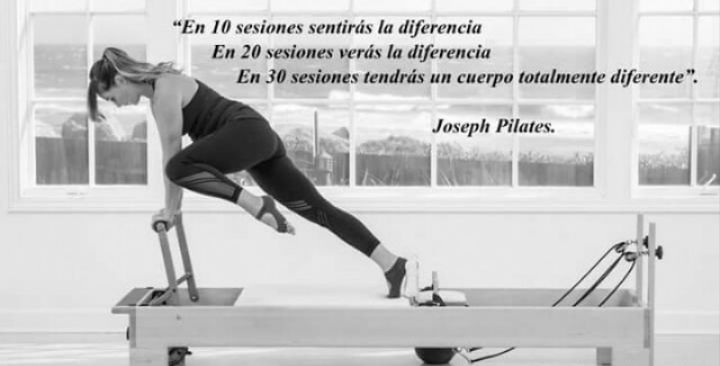 “En 10 sesiones sentirás la diferencia
En 20 sesiones verás la diferencia
En 30 sesiones tendrás un cuerpo totalmente diferente”.
Joseph Pilates.